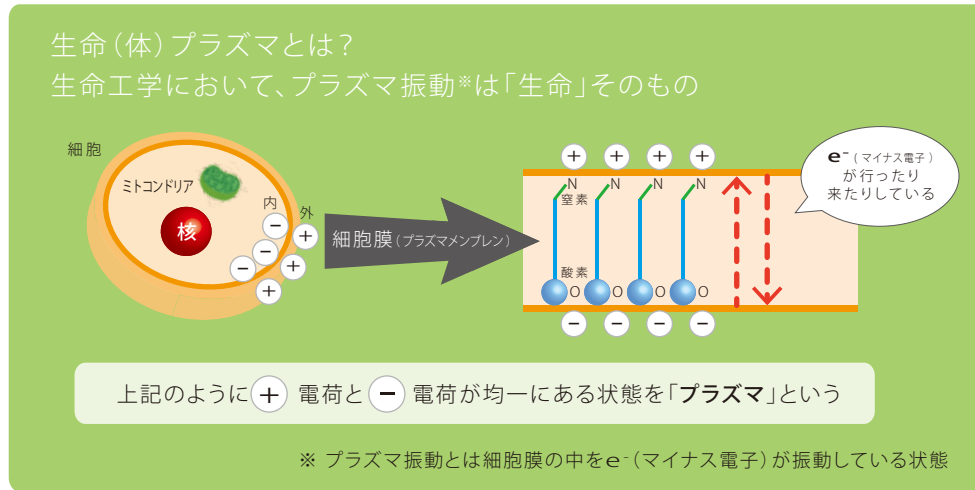 生命(体)プラズマとは?
生命工学において、プラズマ振動※は「生命」そのもの
細胞
ミトコンドリア
核
内
外
− +
− +
− +
細胞膜(プラズマメンブレン)
+ + + +
N N N N
窒素
酸素
O O O O
− − − −
e⁻(マイナス電子)
が行ったり
来たりしている
上記のように + 電荷と − 電荷が均一にある状態を「プラズマ」という
※ プラズマ振動とは細胞膜の中をe⁻(マイナス電子)が振動している状態